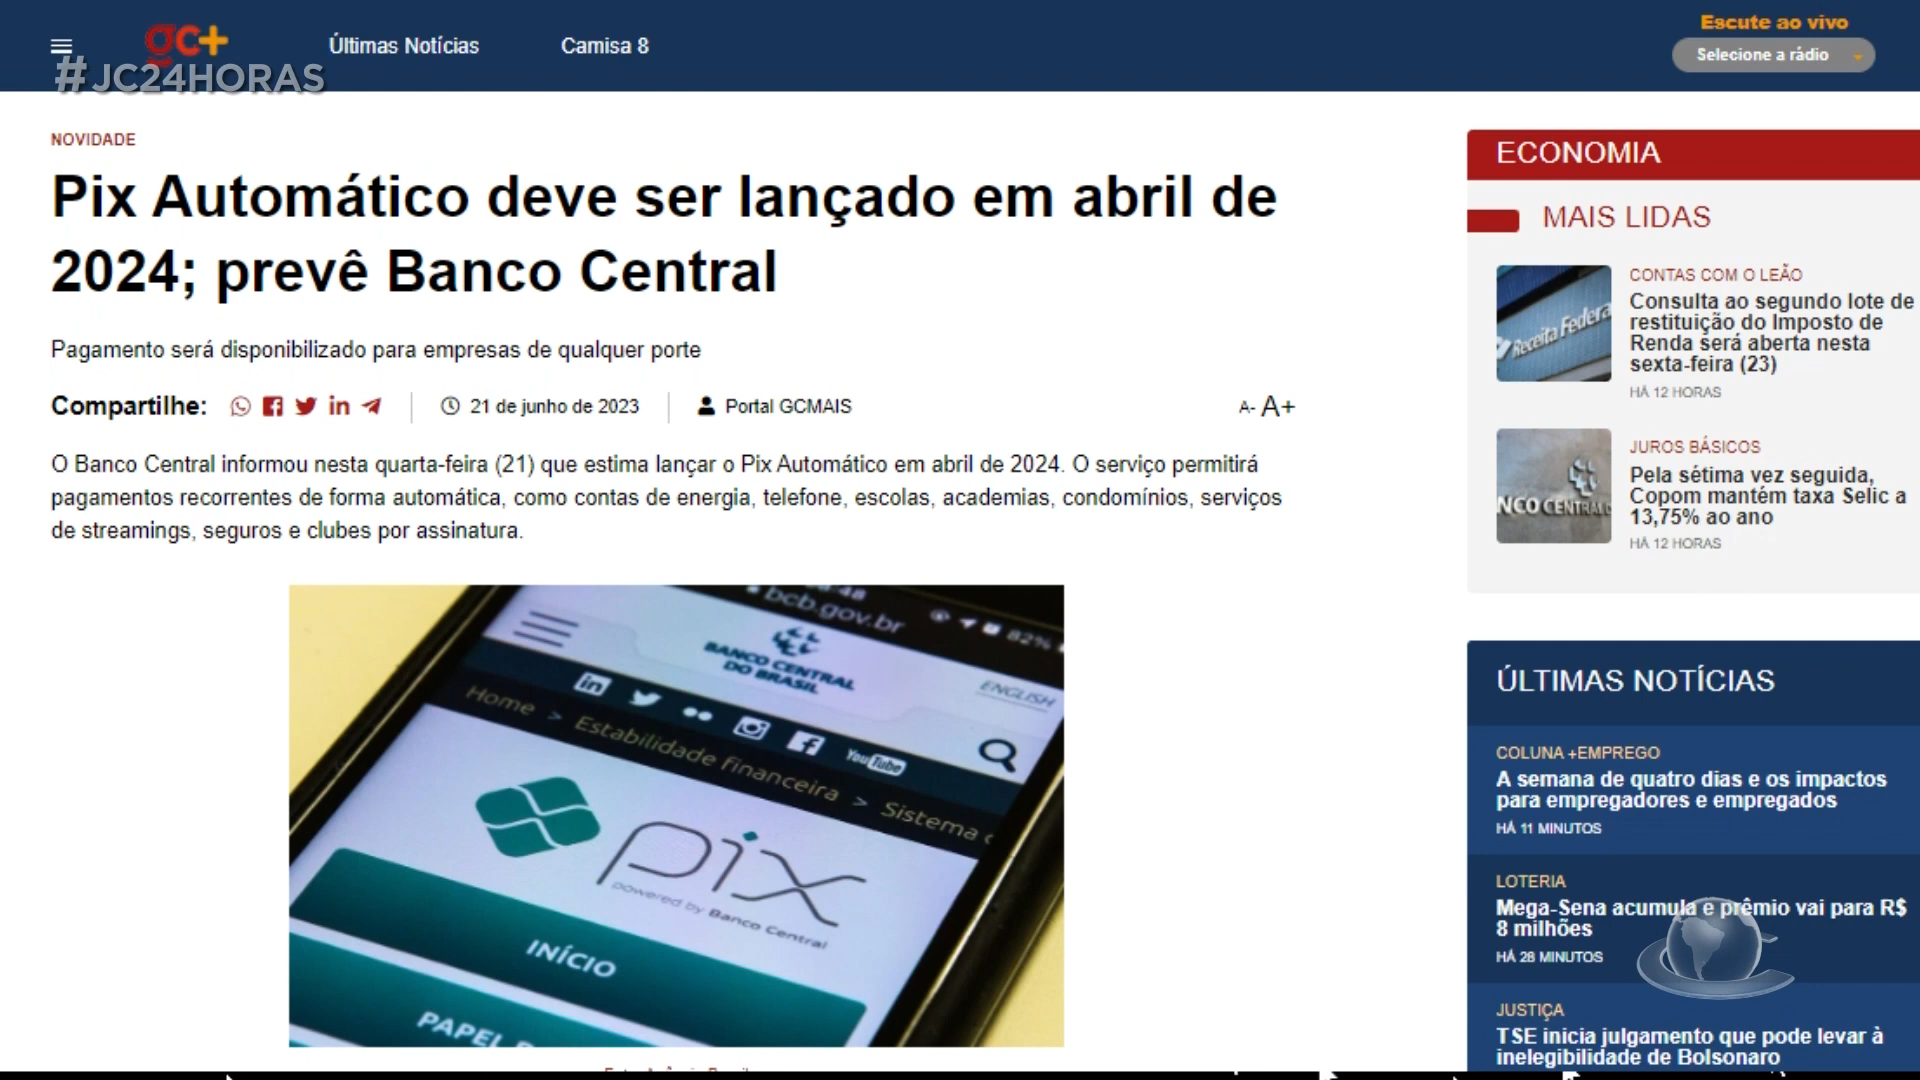 gc+
Últimas Notícias
Camisa 8
Escute ao vivo
Selecione a rádio
#JC24HORAS
NOVIDADE
Pix Automático deve ser lançado em abril de
2024; prevê Banco Central
Pagamento será disponibilizado para empresas de qualquer porte
Compartilhe:
21 de junho de 2023
Portal GCMAIS
A- A+
O Banco Central informou nesta quarta-feira (21) que estima lançar o Pix Automático em abril de 2024. O serviço permitirá
pagamentos recorrentes de forma automática, como contas de energia, telefone, escolas, academias, condomínios, serviços
de streamings, seguros e clubes por assinatura.
bcb.gov.br
82%
BANCO CENTRAL
DO BRASIL
ENGLISH
in
YouTube
Home > Estabilidade financeira > Sistema
pix
powered by Banco Central
INÍCIO
PAPEL
ECONOMIA
MAIS LIDAS
Receita Federa
CONTAS COM O LEÃO
Consulta ao segundo lote de
restituição do Imposto de
Renda será aberta nesta
sexta-feira (23)
HÁ 12 HORAS
NCO CENTRAL
JUROS BÁSICOS
Pela sétima vez seguida,
Copom mantém taxa Selic a
13,75% ao ano
HÁ 12 HORAS
ÚLTIMAS NOTÍCIAS
COLUNA +EMPREGO
A semana de quatro dias e os impactos
para empregadores e empregados
HÁ 11 MINUTOS
LOTERIA
Mega-Sena acumula e prêmio vai para R$
8 milhões
HÁ 28 MINUTOS
JUSTIÇA
TSE inicia julgamento que pode levar à
inelegibilidade de Bolsonaro